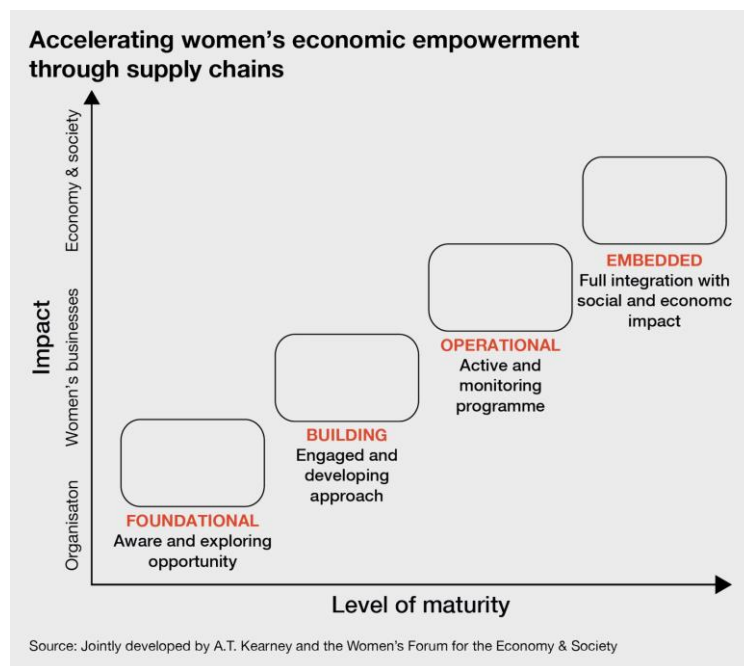 Accelerating women's economic empowerment
through supply chains
Economy & society
Women's businesses
Organisaton
Impact
EMBEDDED
Full integration with
social and economc
impact
OPERATIONAL
Active and
monitoring
programme
BUILDING
Engaged and
developing
approach
FOUNDATIONAL
Aware and exploring
opportunity
Level of maturity
Source: Jointly developed by A.T. Kearney and the Women's Forum for the Economy & Society